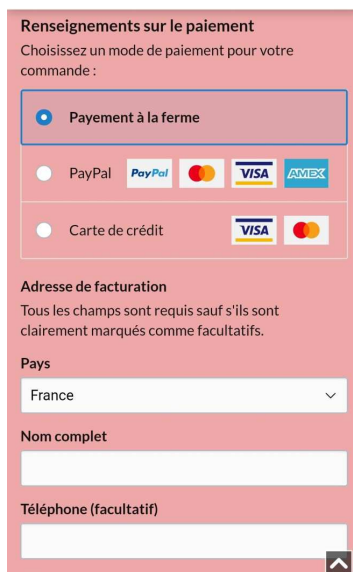 Renseignements sur le paiement
Choisissez un mode de paiement pour votre
commande :
Payement à la ferme
PayPal PayPal VISA AMEX
Carte de crédit VISA
Adresse de facturation
Tous les champs sont requis sauf s'ils sont
clairement marqués comme facultatifs.
Pays
France
Nom complet
Téléphone (facultatif)